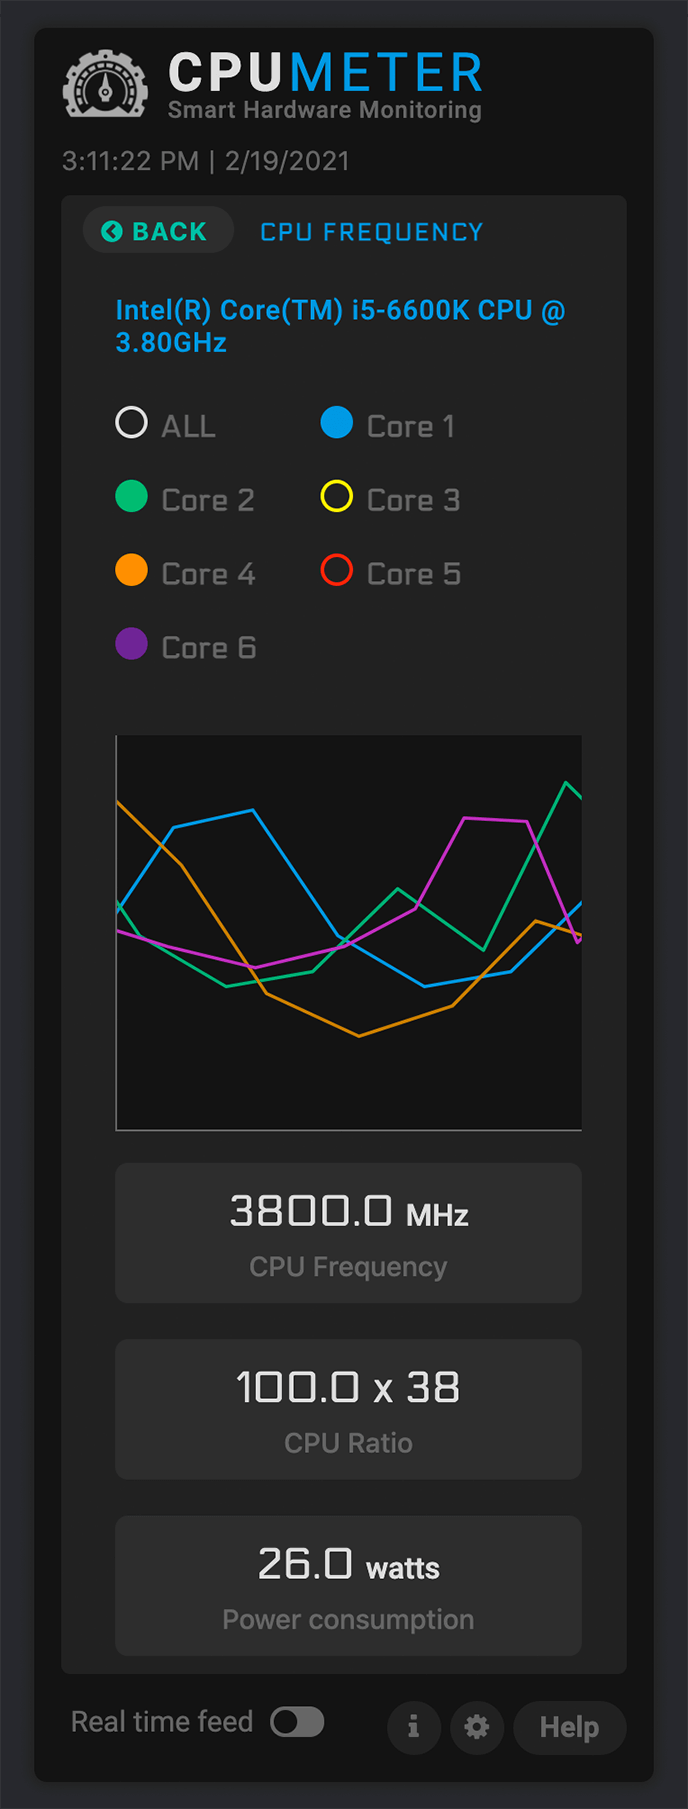 CPUMETER
Smart Hardware Monitoring
3:11:22 PM | 2/19/2021
BACK CPU FREQUENCY
Intel(R) Core(TM) i5-6600K CPU @
3.80GHz
ALL Core 1
Core 2 Core 3
Core 4 Core 5
Core 6
3800.0 MHz
CPU Frequency
100.0 x 38
CPU Ratio
26.0 watts
Power consumption
Real time feed i Help